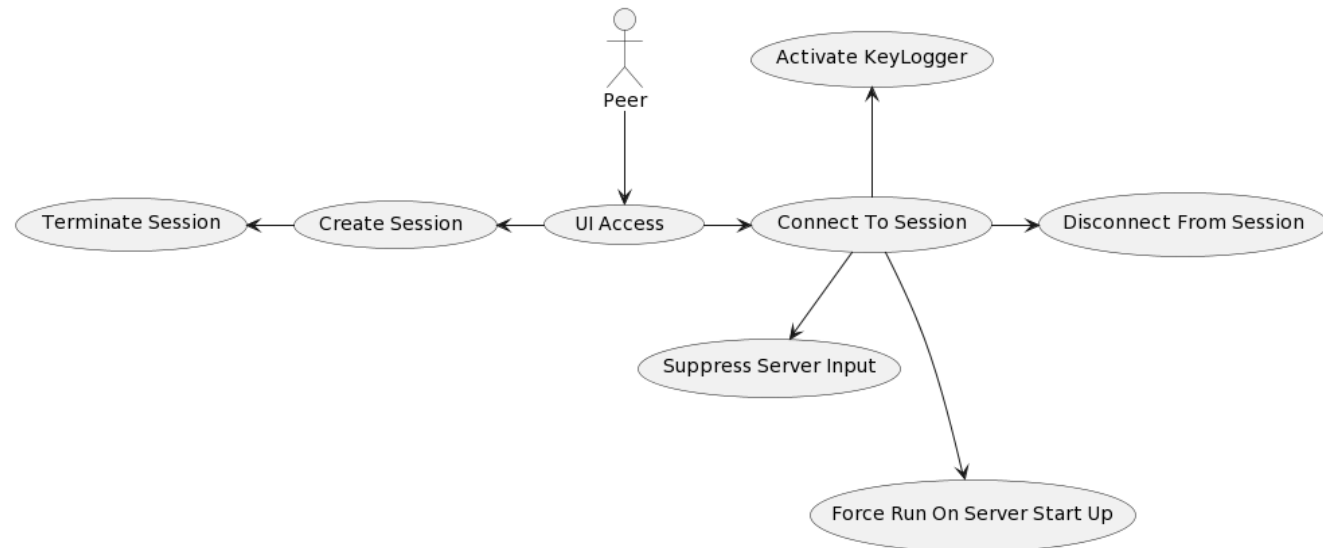 Activate KeyLogger
Peer
Terminate Session
Create Session
UI Access
Connect To Session
Disconnect From Session
Suppress Server Input
Force Run On Server Start Up